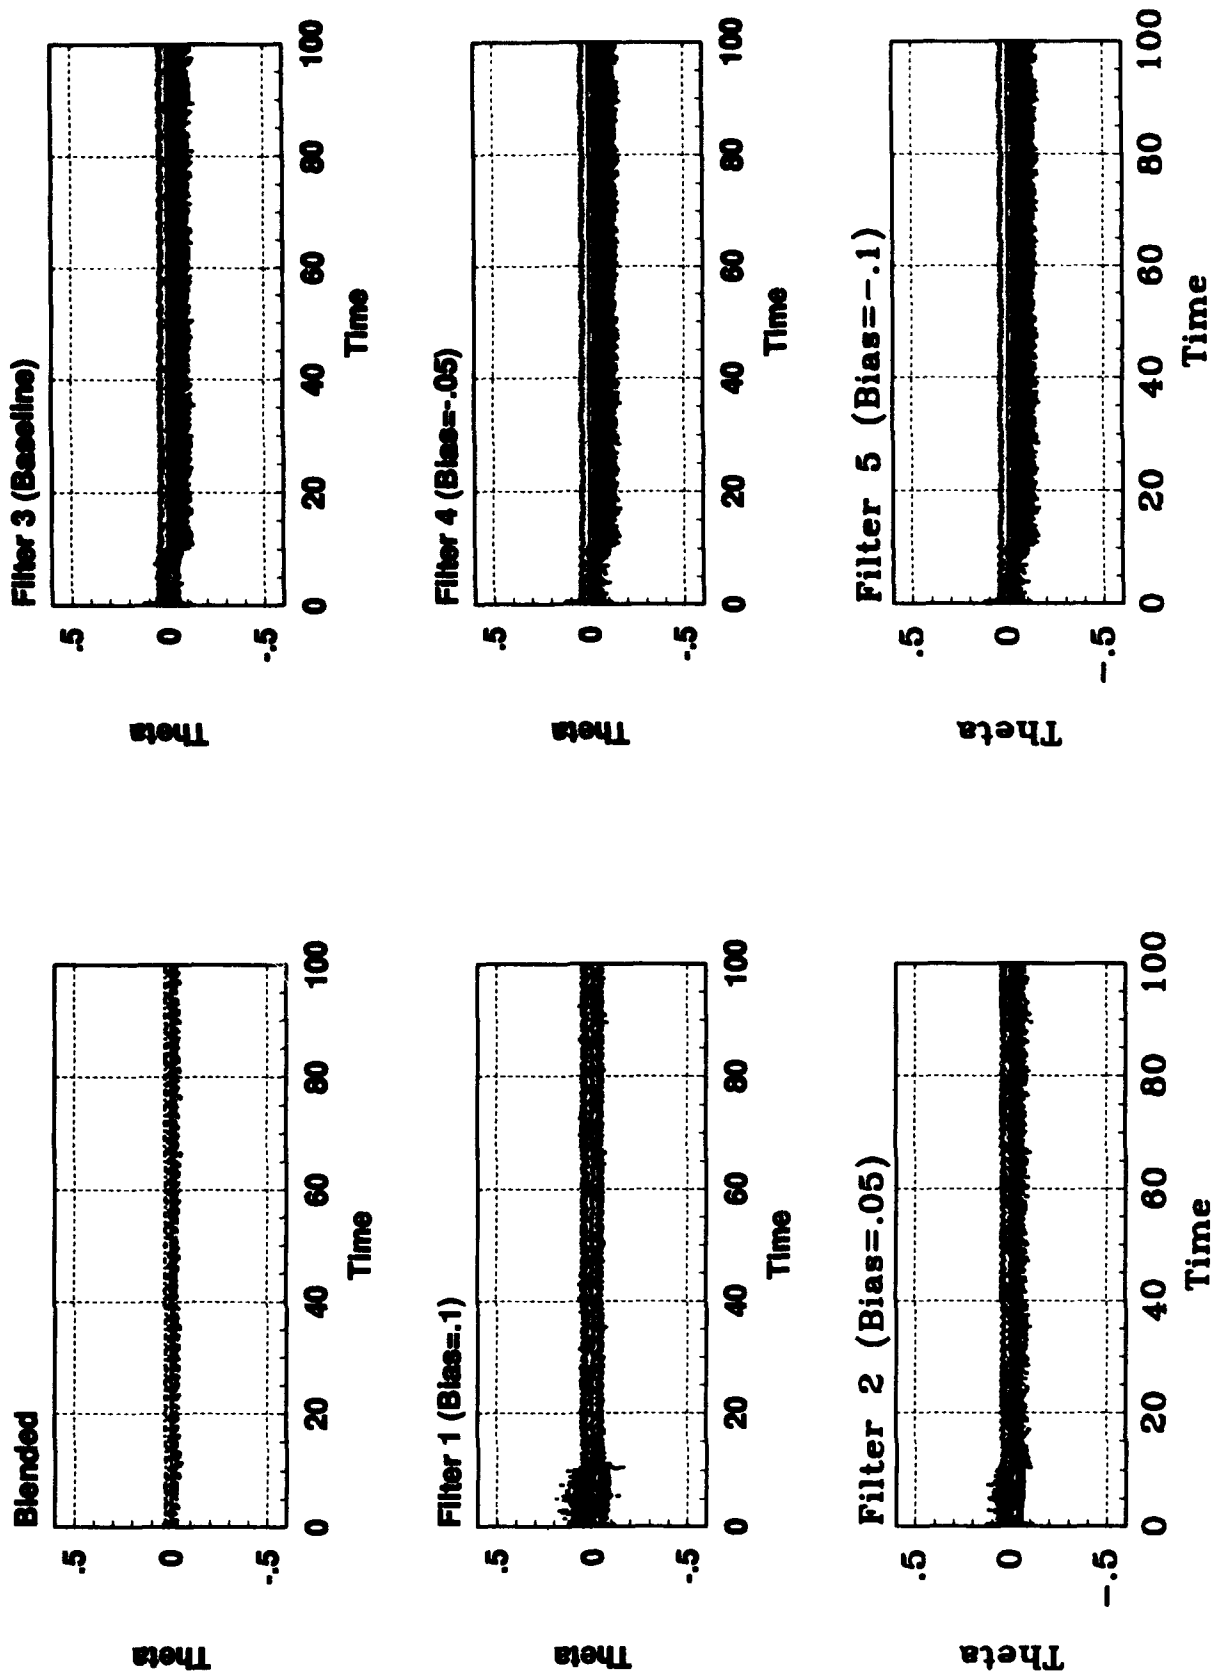 Blended
.5
0
-.5
Theta
0 20 40 60 80 100
Time
Filter 3 (Baseline)
.5
0
-.5
Theta
0 20 40 60 80 100
Time
Filter 1 (Bias=.1)
.5
0
-.5
Theta
0 20 40 60 80 100
Time
Filter 4 (Bias=-.05)
.5
0
-.5
Theta
0 20 40 60 80 100
Time
Filter 2 (Bias=.05)
.5
0
-.5
Theta
0 20 40 60 80 100
Time
Filter 5 (Bias=-.1)
.5
0
-.5
Theta
0 20 40 60 80 100
Time